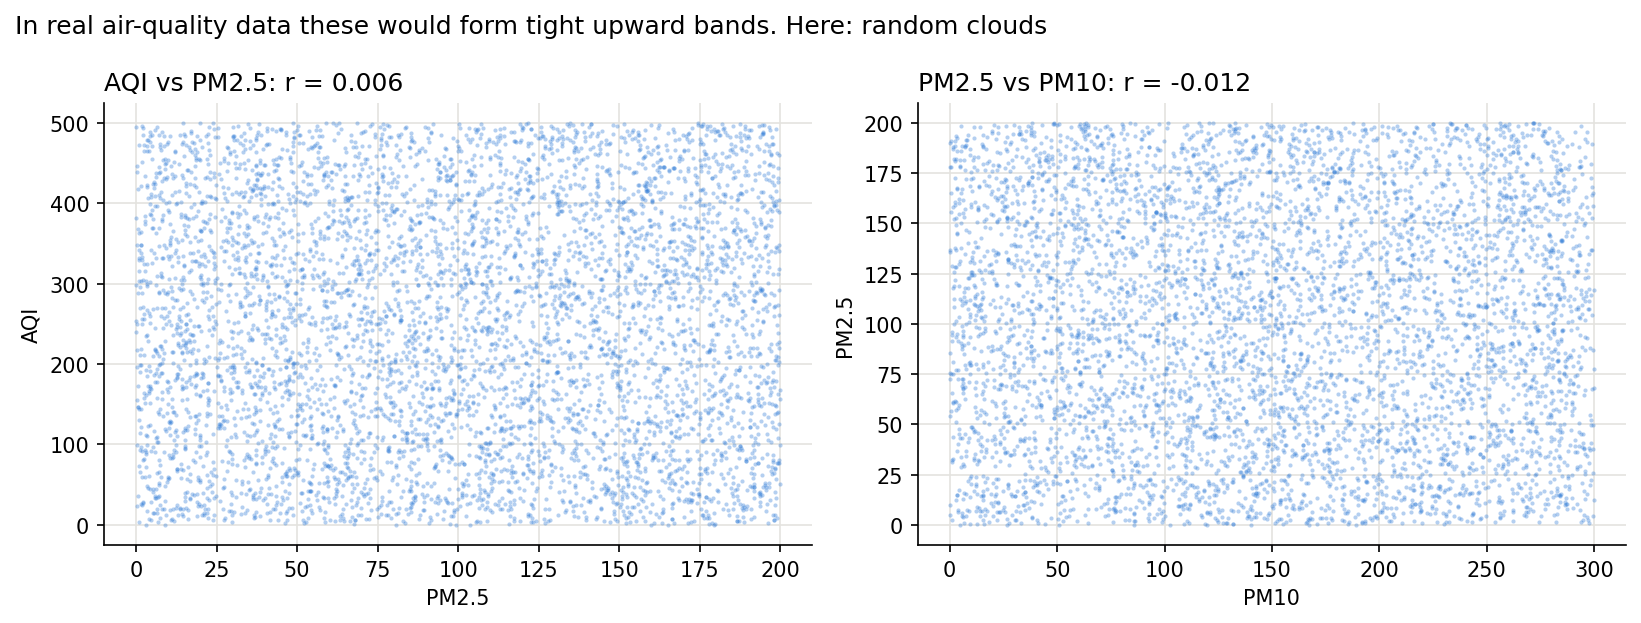 In real air-quality data these would form tight upward bands. Here: random clouds
AQI vs PM2.5: r = 0.006
500
400
300
200
100
0
AQI
0 25 50 75 100 125 150 175 200
PM2.5
PM2.5 vs PM10: r = -0.012
200
175
150
125
100
75
50
25
0
PM2.5
0 50 100 150 200 250 300
PM10